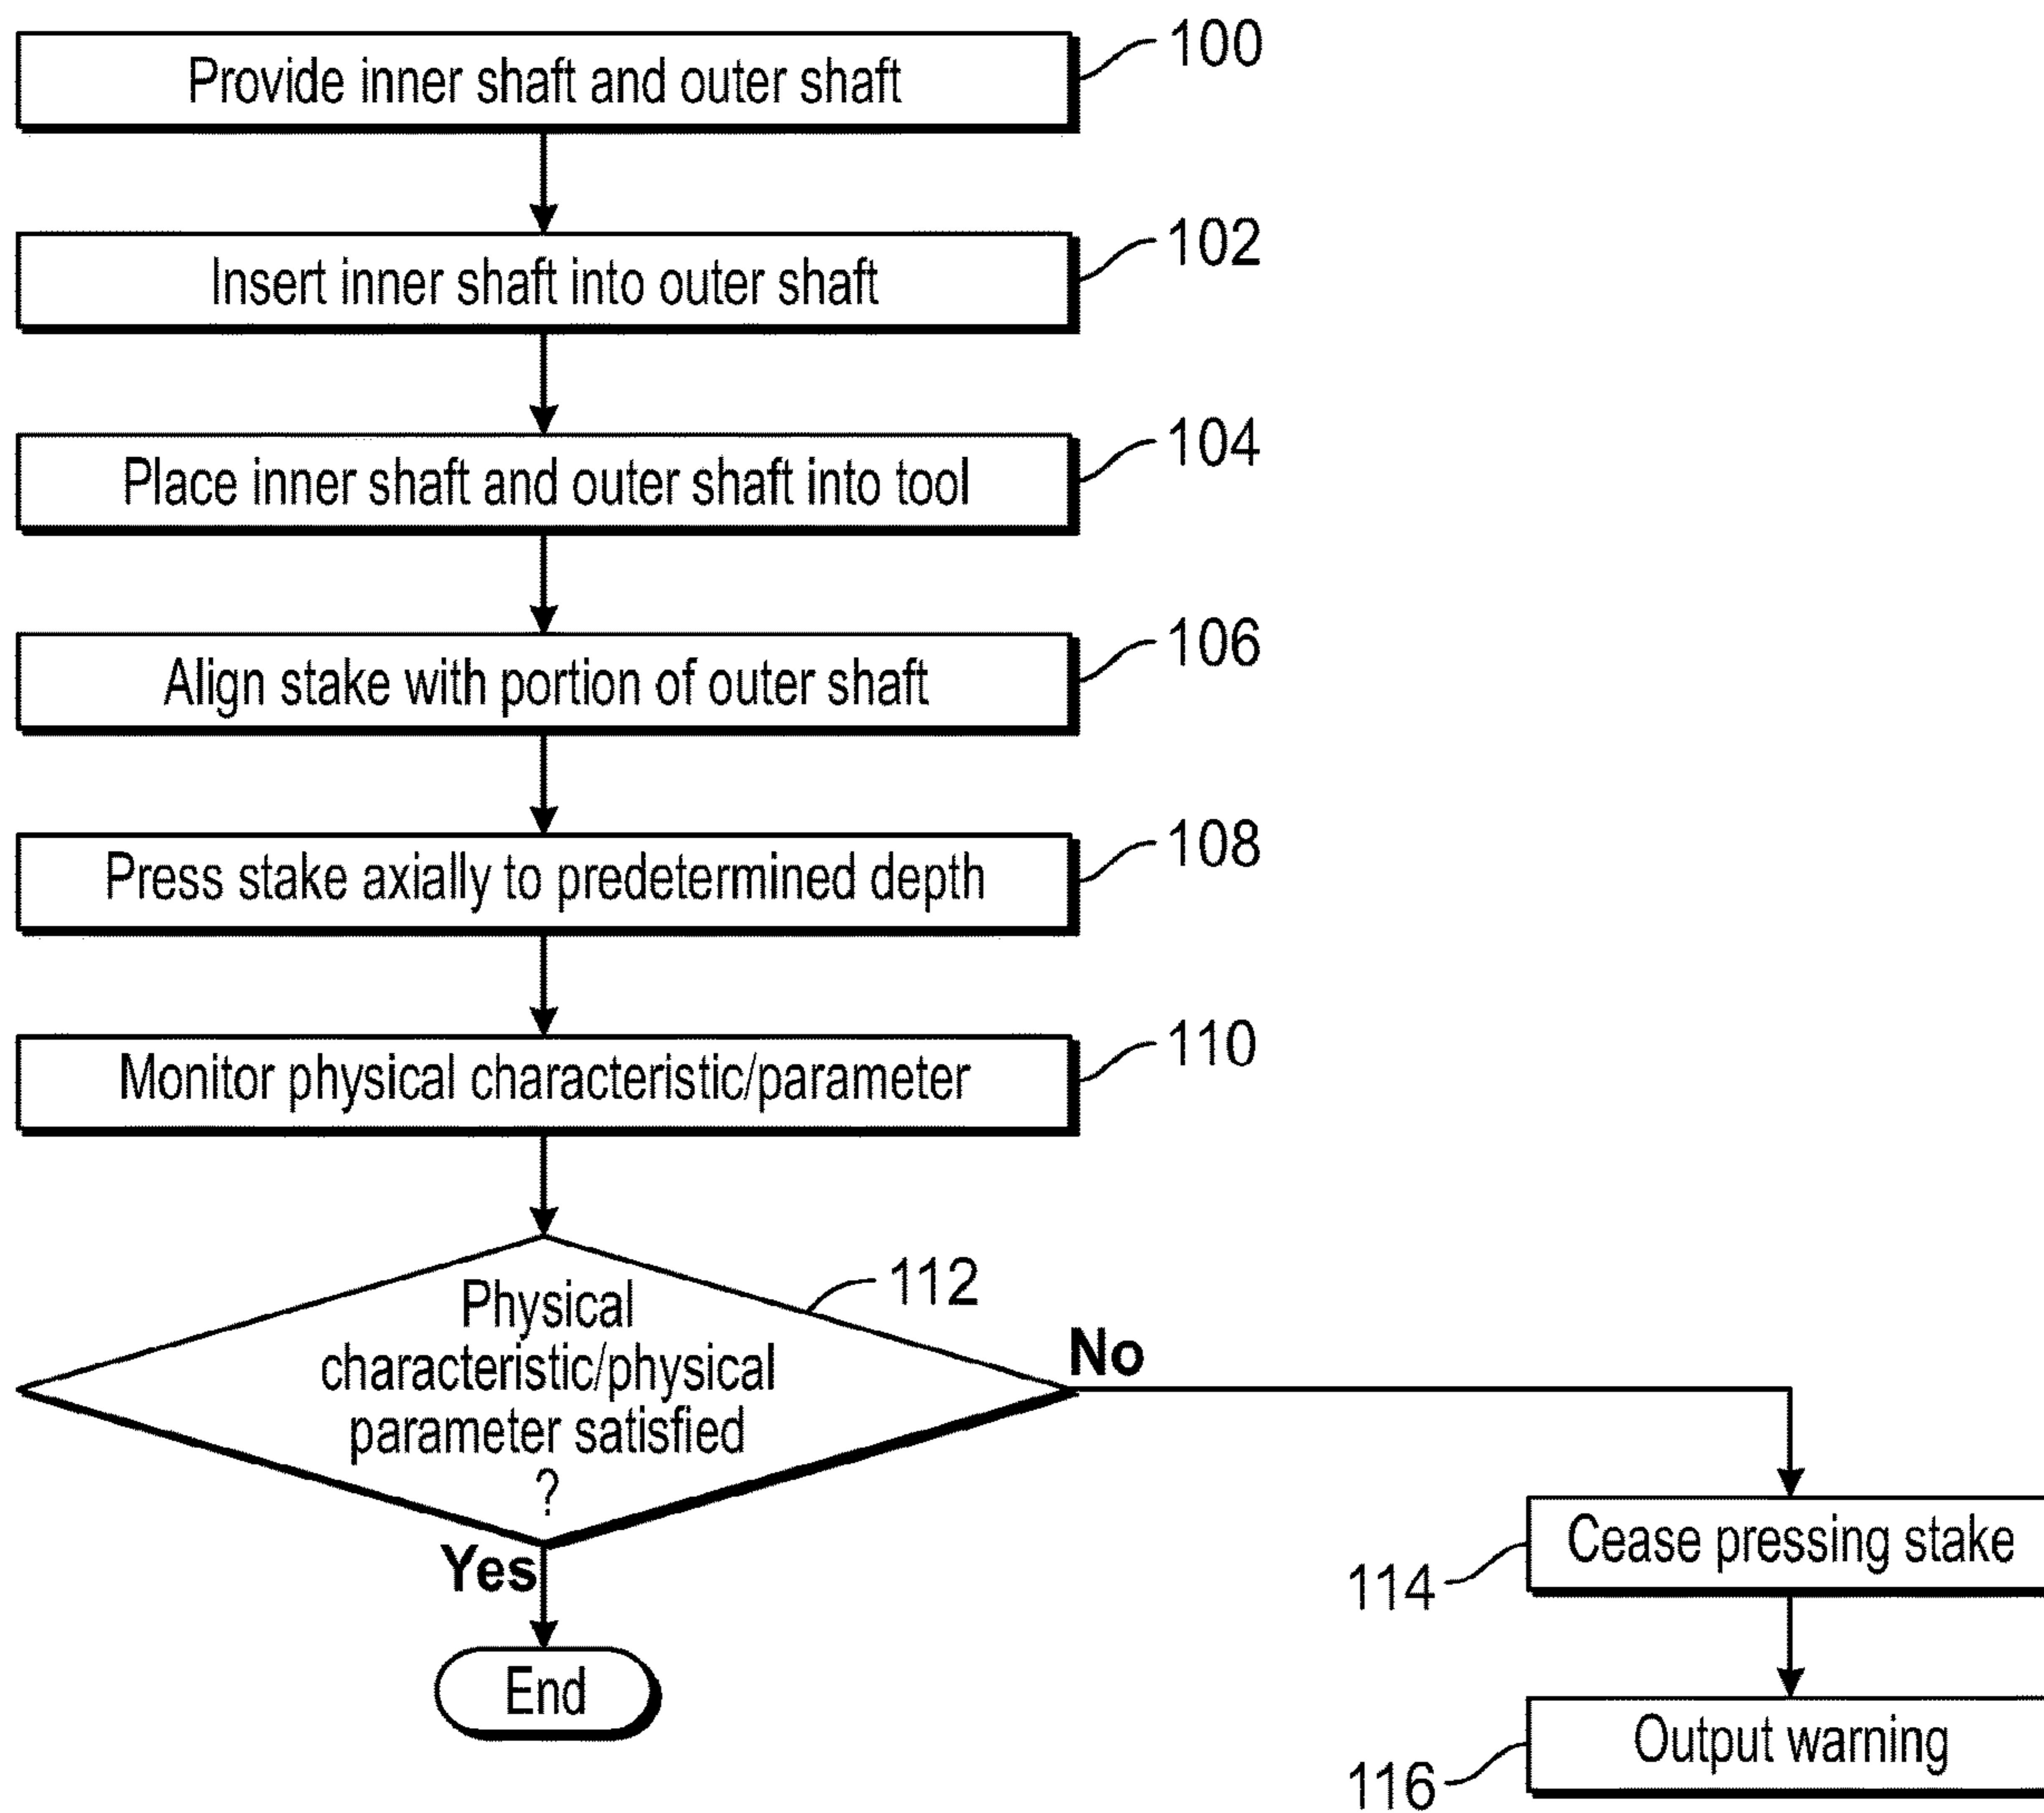 Provide inner shaft and outer shaft
100
Insert inner shaft into outer shaft
102
Place inner shaft and outer shaft into tool
104
Align stake with portion of outer shaft
106
Press stake axially to predetermined depth
108
Monitor physical characteristic/parameter
110
Physical
characteristic/physical
parameter satisfied
?
112
No
Yes
End
Cease pressing stake
114
Output warning
116